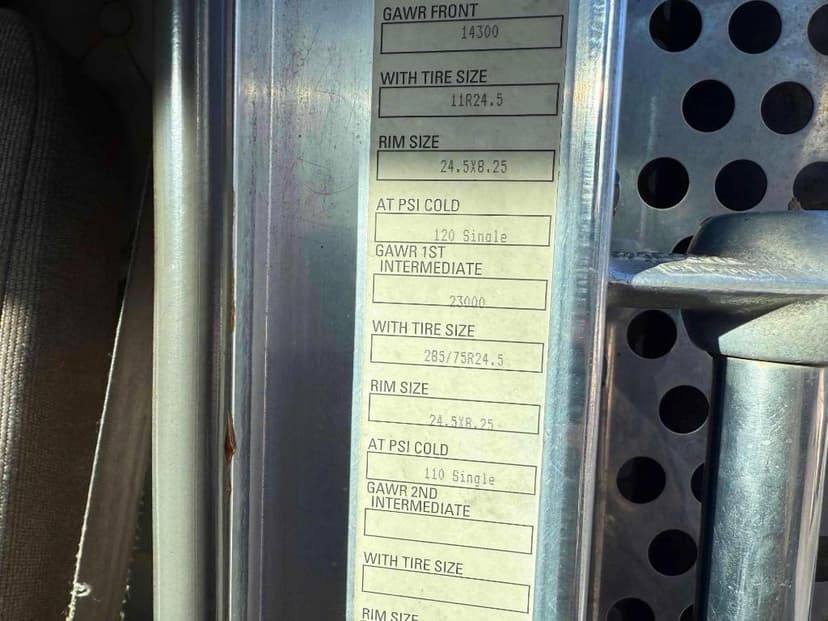 GAWR FRONT
14300
WITH TIRE SIZE
11R24.5
RIM SIZE
24.5X8.25
AT PSI COLD
120 Single
GAWR 1ST
INTERMEDIATE
23000
WITH TIRE SIZE
285/75R24.5
RIM SIZE
24.5X8.25
AT PSI COLD
110 Single
GAWR 2ND
INTERMEDIATE
WITH TIRE SIZE
RIM SIZE